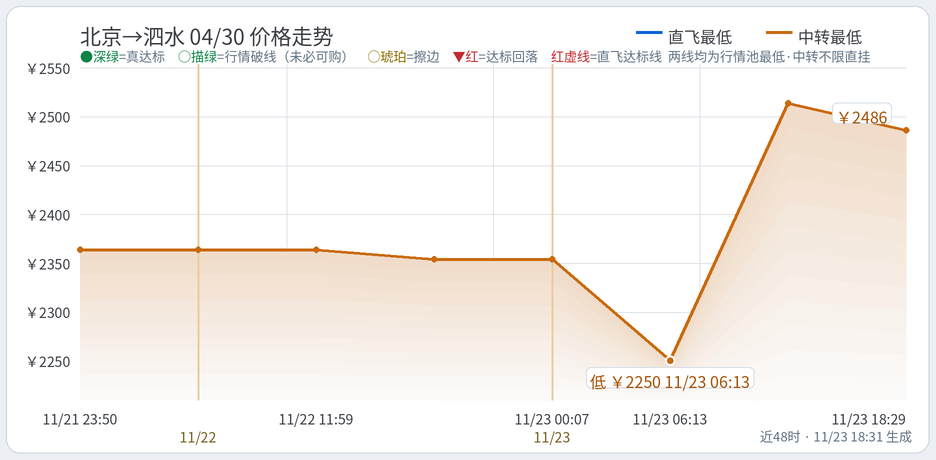 北京→泗水 04/30 价格走势
直飞最低 中转最低
●深绿=真达标 ○描绿=行情破线（未必可购） ○琥珀=擦边 ▼红=达标回落 红虚线=直飞达标线 两线均为行情池最低·中转不限直挂
￥2550
￥2500
￥2486
￥2450
￥2400
￥2350
￥2300
￥2250
低 ￥2250 11/23 06:13
11/21 23:50 11/22 11:59 11/23 00:07 11/23 06:13 11/23 18:29
11/22 11/23
近48时 · 11/23 18:31 生成